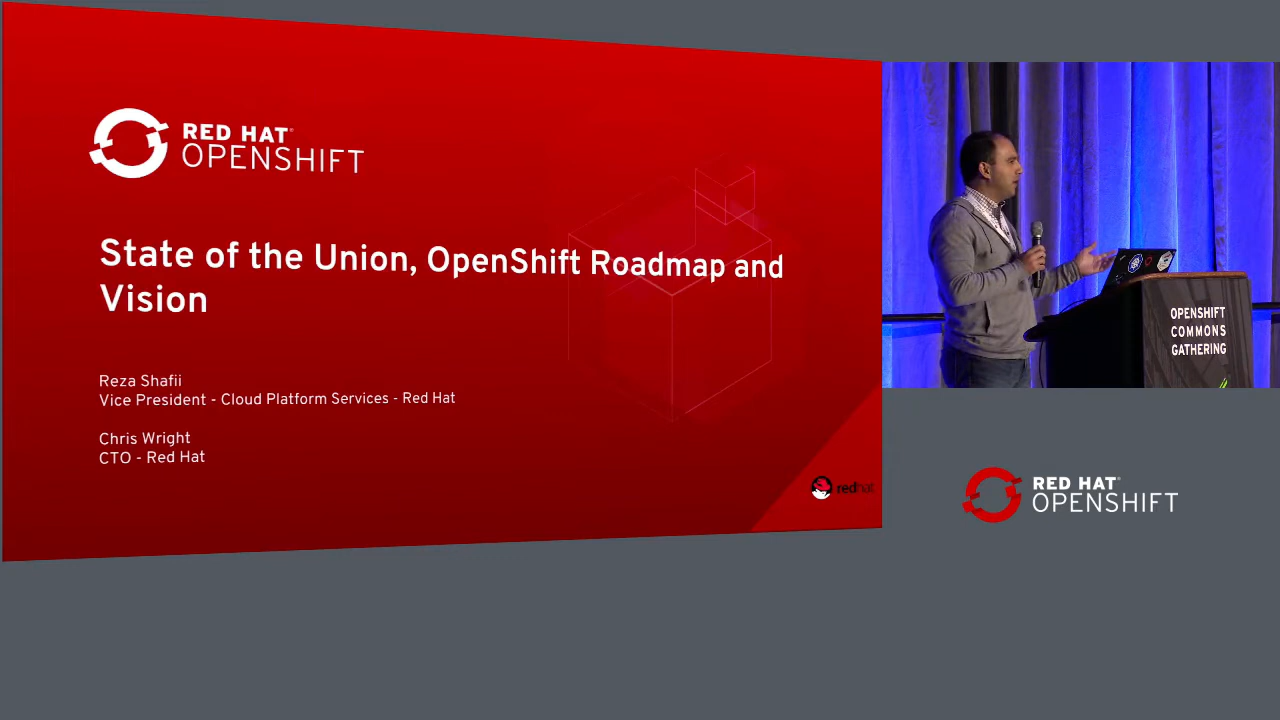 RED HAT®
OPENSHIFT
State of the Union, OpenShift Roadmap and
Vision
Reza Shafii
Vice President - Cloud Platform Services - Red Hat
Chris Wright
CTO - Red Hat
redhat
OPENSHIFT
COMMONS
GATHERING
RED HAT®
OPENSHIFT